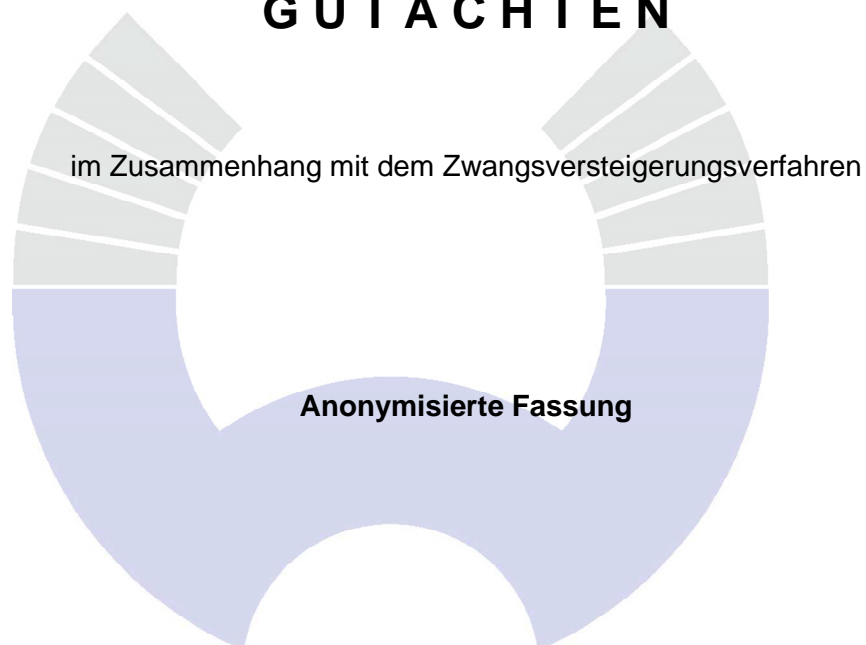 G U T A C H T E N
im Zusammenhang mit dem Zwangsversteigerungsverfahren
Anonymisierte Fassung